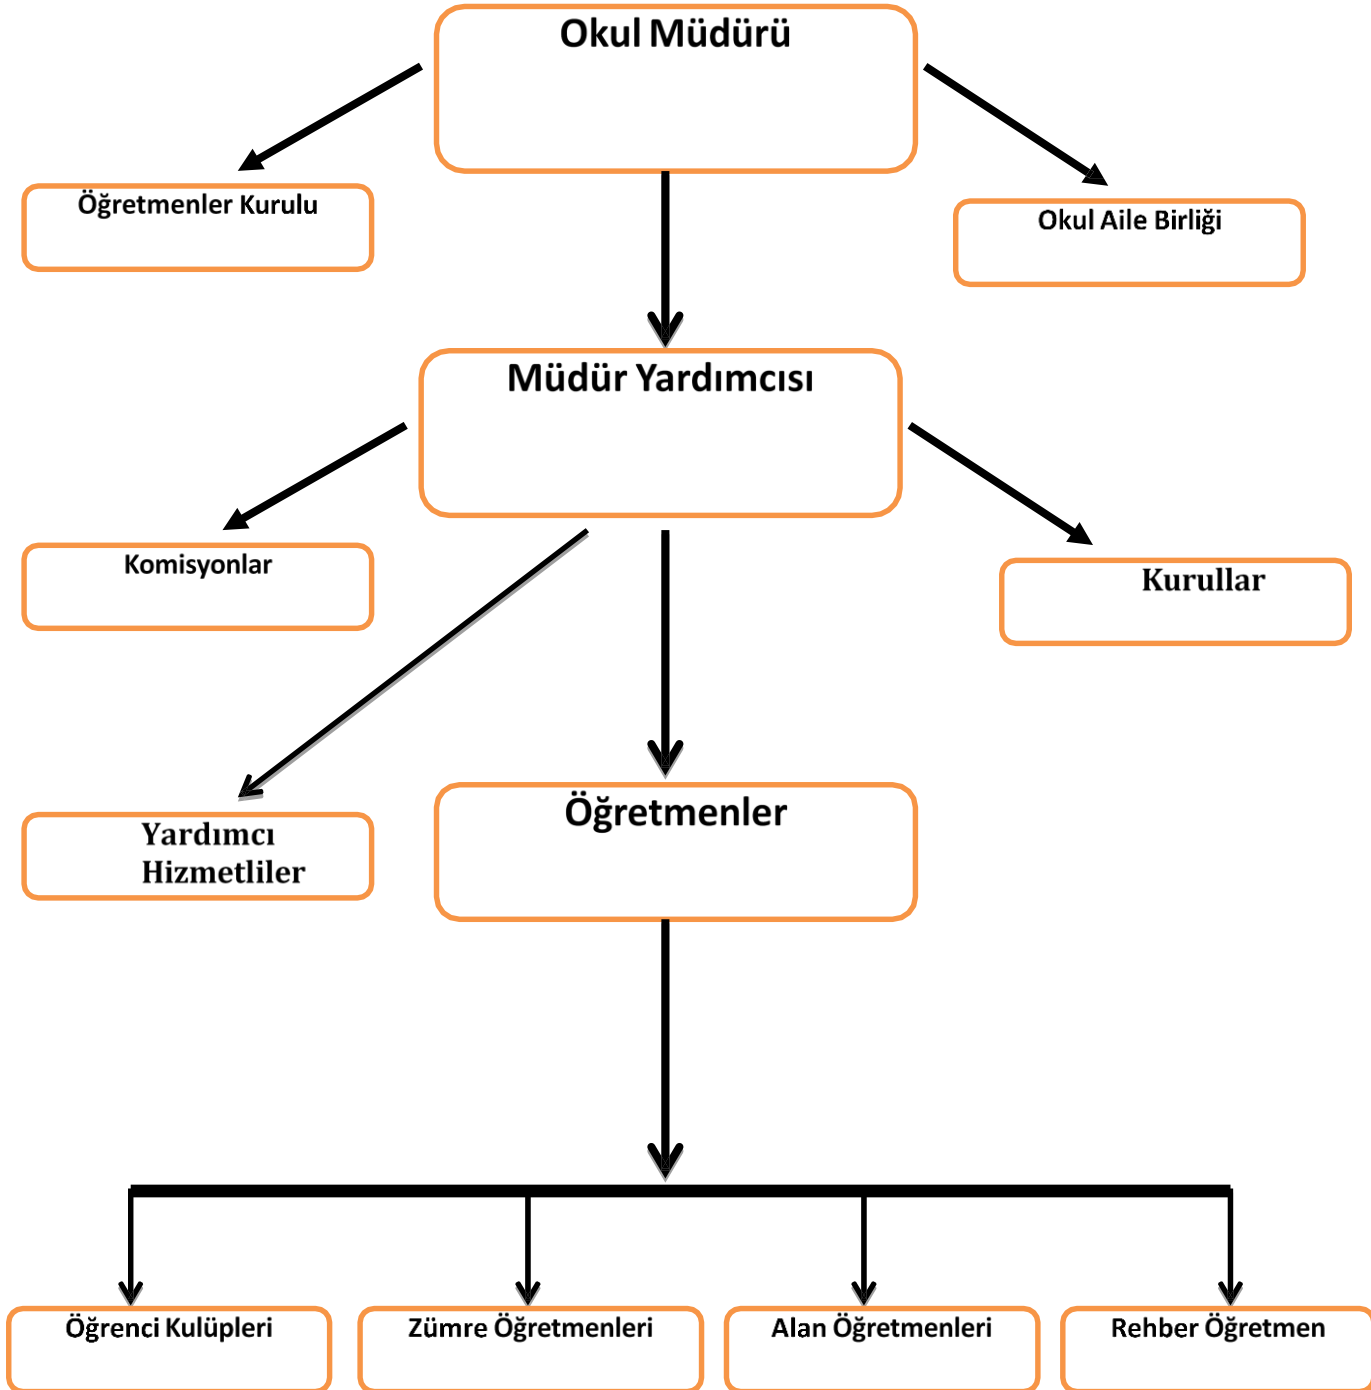 Okul Müdürü
Öğretmenler Kurulu
Okul Aile Birliği
Müdür Yardımcısı
Komisyonlar
Kurullar
Yardımcı
Hizmetliler
Öğretmenler
Öğrenci Kulüpleri
Zümre Öğretmenleri
Alan Öğretmenleri
Rehber Öğretmen